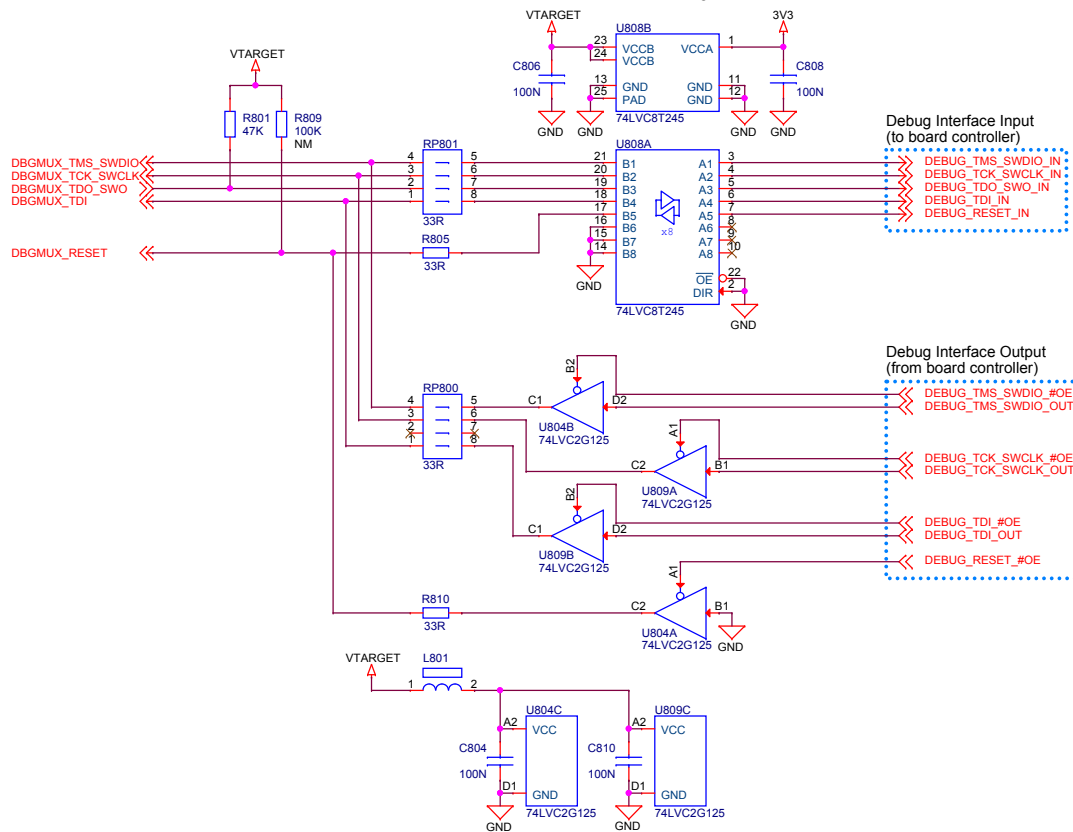 VTARGET
3V3
U808B
23
VCCB
VCCA
1
24
VCCB
C806
100N
C808
100N
13
GND
GND
11
25
PAD
GND
12
74LVC8T245
GND
GND
GND
GND
VTARGET
R801
47K
R809
100K
NM
Debug Interface Input
(to board controller)
RP801
U808A
DBGMUX_TMS_SWDIO
4
5
21
B1
A1
3
DEBUG_TMS_SWDIO_IN
DBGMUX_TCK_SWCLK
3
6
20
B2
A2
4
DEBUG_TCK_SWCLK_IN
DBGMUX_TDO_SWO
2
7
19
B3
A3
5
DEBUG_TDO_SWO_IN
DBGMUX_TDI
1
8
18
B4
A4
6
DEBUG_TDI_IN
33R
17
B5
A5
7
DEBUG_RESET_IN
16
B6
x8
A6
8
15
B7
A7
9
14
B8
A8
10
DBGMUX_RESET
R805
33R
GND
OE
22
DIR
2
74LVC8T245
GND
Debug Interface Output
(from board controller)
RP800
B2
DEBUG_TMS_SWDIO_#OE
4
5
C1
D2
DEBUG_TMS_SWDIO_OUT
3
6
U804B
74LVC2G125
2
7
1
8
33R
A1
DEBUG_TCK_SWCLK_#OE
C2
B1
DEBUG_TCK_SWCLK_OUT
U809A
74LVC2G125
B2
DEBUG_TDI_#OE
C1
D2
DEBUG_TDI_OUT
U809B
74LVC2G125
A1
DEBUG_RESET_#OE
R810
33R
C2
B1
U804A
74LVC2G125
GND
VTARGET
L801
1
2
U804C
A2
VCC
C804
100N
D1
GND
74LVC2G125
GND
U809C
A2
VCC
C810
100N
D1
GND
74LVC2G125
GND